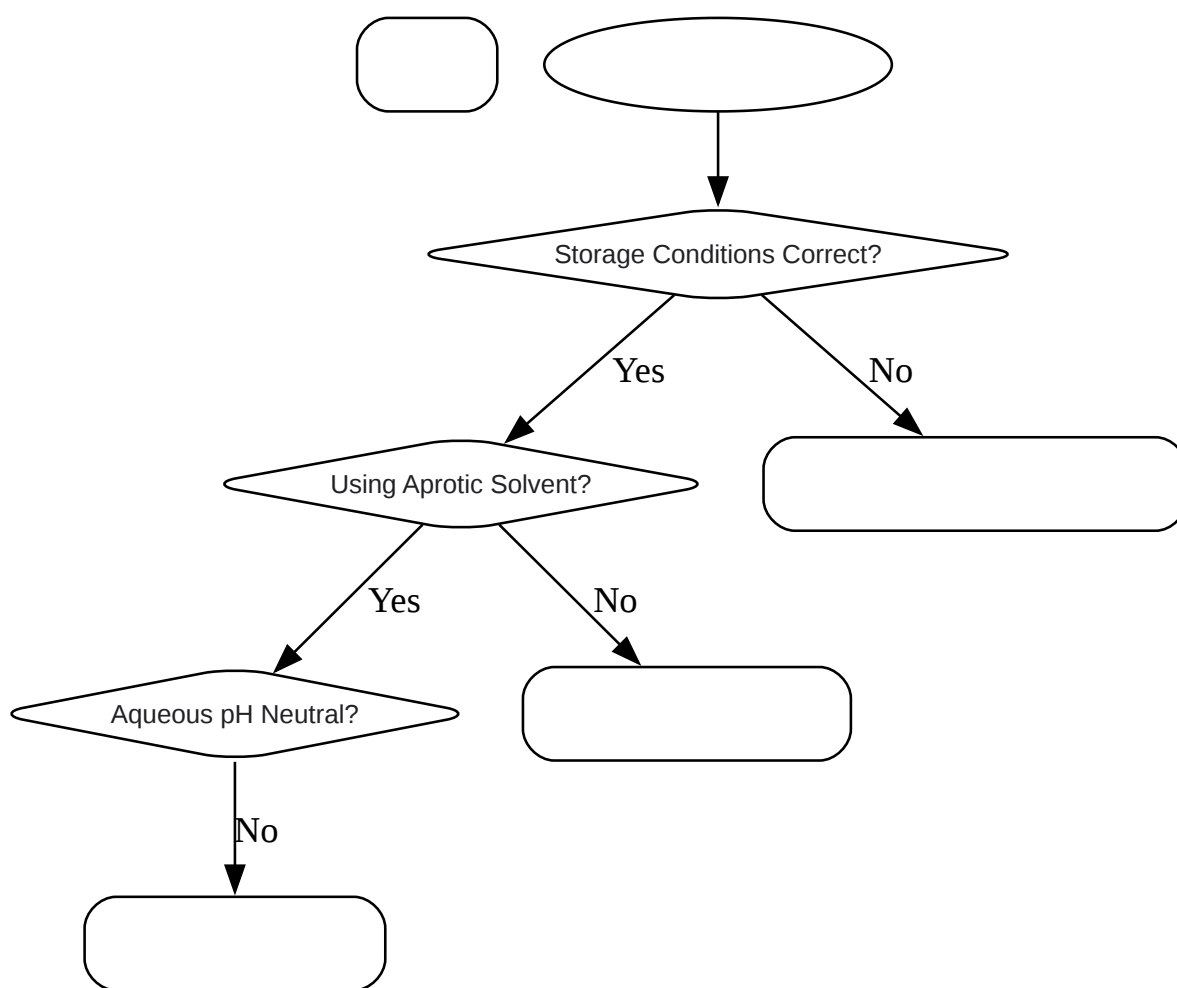 Storage Conditions Correct?
Yes
No
Using Aprotic Solvent?
Yes
No
Aqueous pH Neutral?
No